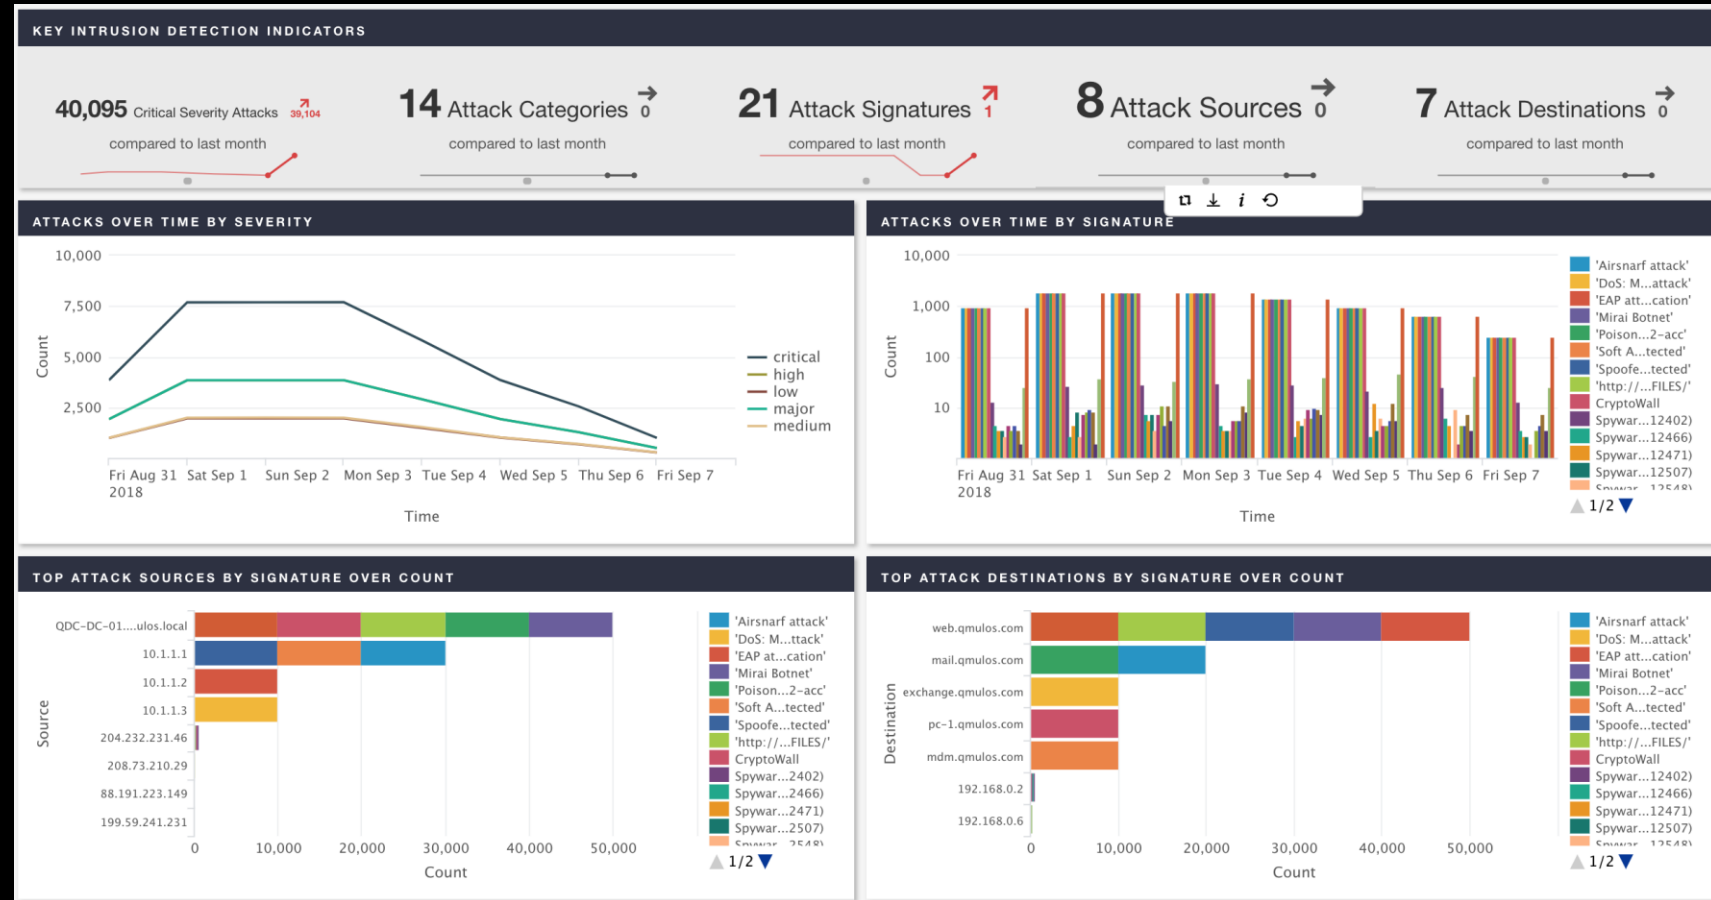 KEY INTRUSION DETECTION INDICATORS
40,095 Critical Severity Attacks 39,104
compared to last month
14 Attack Categories 0
compared to last month
21 Attack Signatures 1
compared to last month
8 Attack Sources 0
compared to last month
7 Attack Destinations 0
compared to last month
ATTACKS OVER TIME BY SEVERITY
10,000
7,500
5,000
2,500
Count
Fri Aug 31 Sat Sep 1 Sun Sep 2 Mon Sep 3 Tue Sep 4 Wed Sep 5 Thu Sep 6 Fri Sep 7
2018
Time
critical
high
low
major
medium
ATTACKS OVER TIME BY SIGNATURE
10,000
1,000
100
10
Count
Fri Aug 31 Sat Sep 1 Sun Sep 2 Mon Sep 3 Tue Sep 4 Wed Sep 5 Thu Sep 6 Fri Sep 7
2018
Time
'Airsnarf attack'
'DoS: M...attack'
'EAP att...cation'
'Mirai Botnet'
'Poison...2-acc'
'Soft A...tected'
'Spoofe...tected'
'http://...FILES/'
CryptoWall
Spywar...12402)
Spywar...12466)
Spywar...12471)
Spywar...12507)
Spywar...12548)
1/2
TOP ATTACK SOURCES BY SIGNATURE OVER COUNT
Source
QDC-DC-01....ulos.local
10.1.1.1
10.1.1.2
10.1.1.3
204.232.231.46
208.73.210.29
88.191.223.149
199.59.241.231
0 10,000 20,000 30,000 40,000 50,000
Count
'Airsnarf attack'
'DoS: M...ttack'
'EAP at...cation'
'Mirai Botnet'
'Poison...2-acc'
'Soft A...tected'
'Spoofe...tected'
'http://...FILES/'
CryptoWall
Spywar...2402)
Spywar...2466)
Spywar...2471)
Spywar...2507)
Spywar...2548)
1/2
TOP ATTACK DESTINATIONS BY SIGNATURE OVER COUNT
Destination
web.qmulos.com
mail.qmulos.com
exchange.qmulos.com
pc-1.qmulos.com
mdm.qmulos.com
192.168.0.2
192.168.0.6
0 10,000 20,000 30,000 40,000 50,000
Count
'Airsnarf attack'
'DoS: M...attack'
'EAP att...cation'
'Mirai Botnet'
'Poison...2-acc'
'Soft A...tected'
'Spoofe...tected'
'http://...FILES/'
CryptoWall
Spywar...12402)
Spywar...12466)
Spywar...12471)
Spywar...12507)
Spywar...12548)
1/2